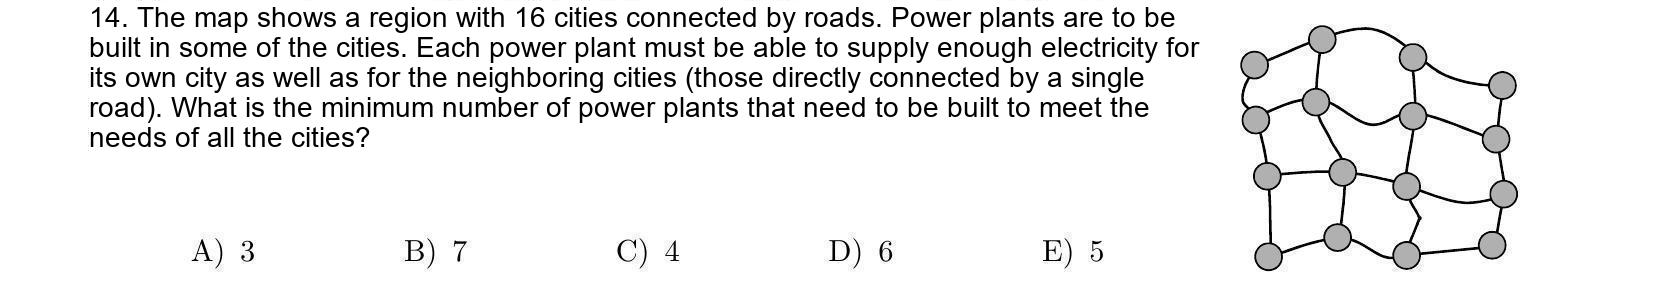 14. The map shows a region with 16 cities connected by roads. Power plants are to be
built in some of the cities. Each power plant must be able to supply enough electricity for
its own city as well as for the neighboring cities (those directly connected by a single
road). What is the minimum number of power plants that need to be built to meet the
needs of all the cities?
A) 3 B) 7 C) 4 D) 6 E) 5